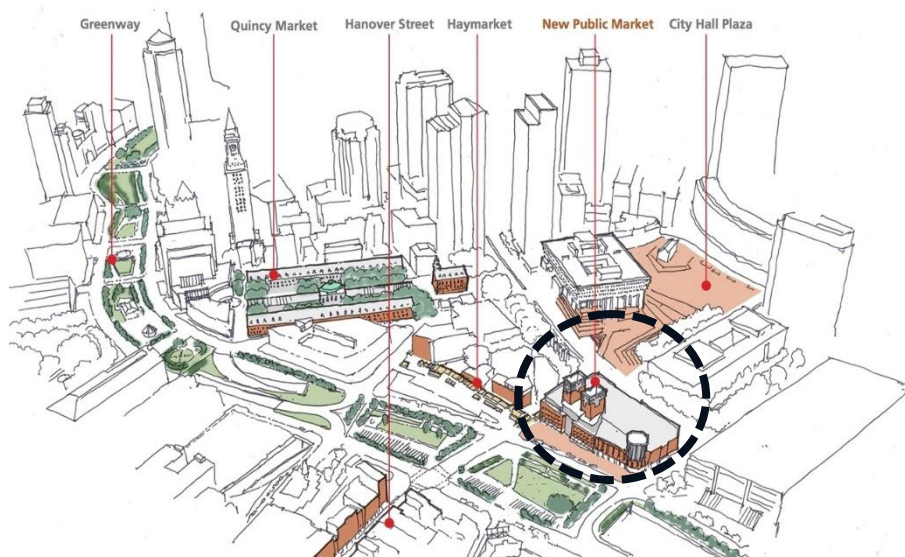 Greenway
Quincy Market
Hanover Street
Haymarket
New Public Market
City Hall Plaza